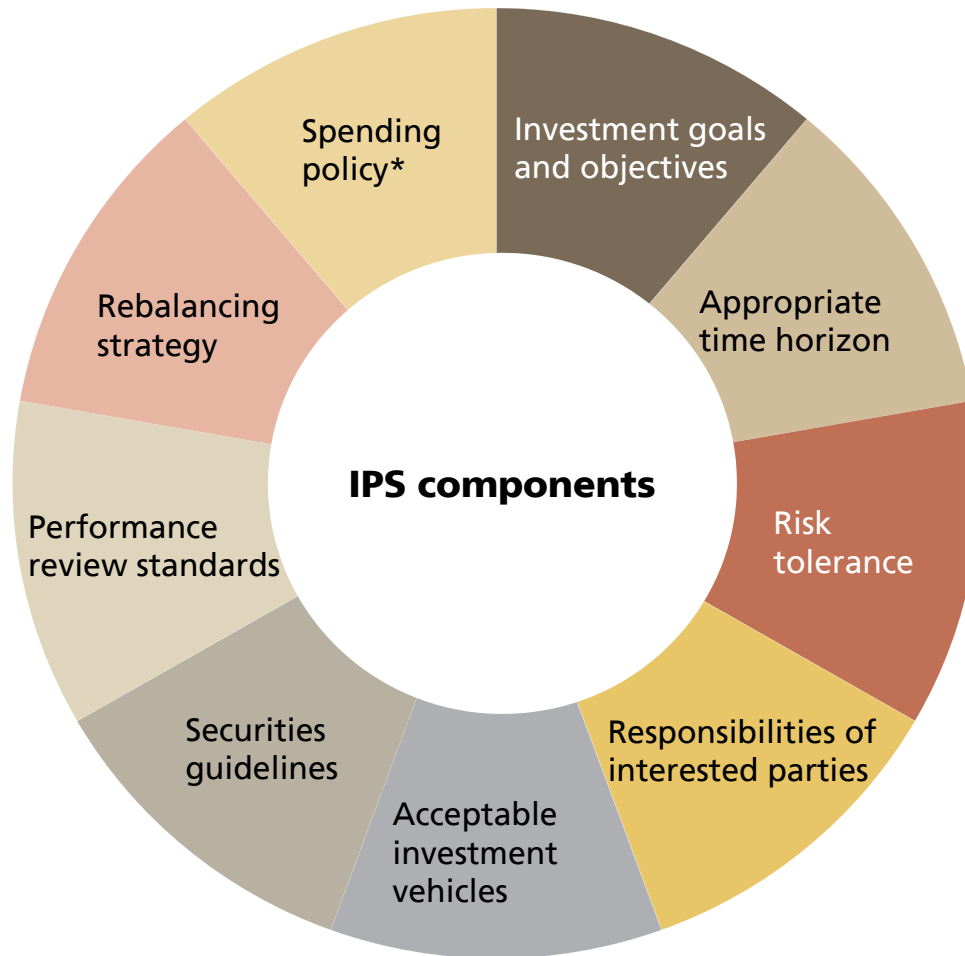 Spending
policy*
Investment goals
and objectives
Appropriate
time horizon
Risk
tolerance
Responsibilities of
interested parties
Acceptable
investment
vehicles
Securities
guidelines
Performance
review standards
Rebalancing
strategy
IPS components